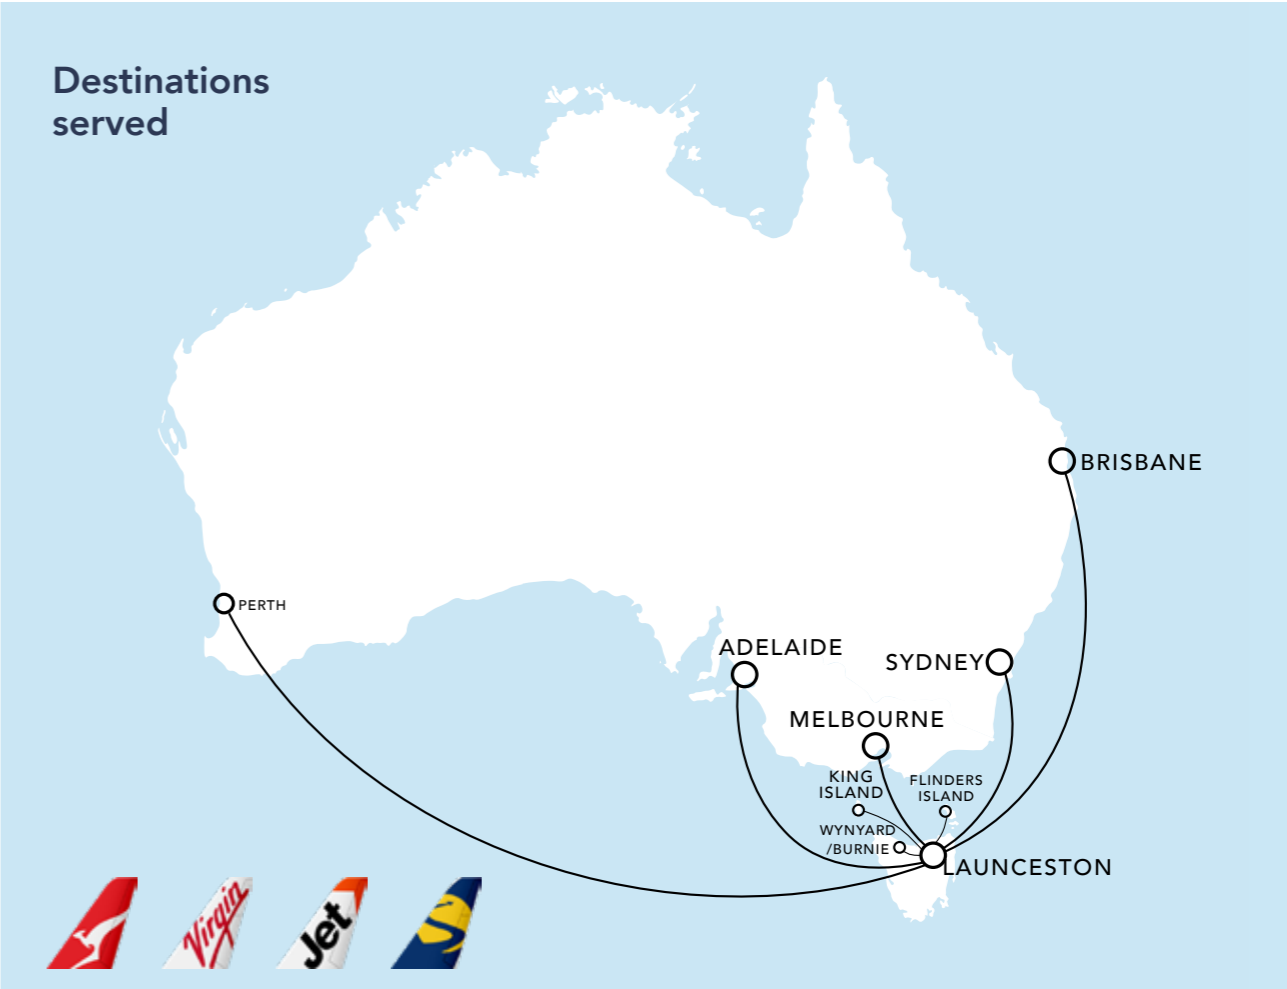 Destinations
served
BRISBANE
PERTH
ADELAIDE
SYDNEY
MELBOURNE
KING
ISLAND
FLINDERS
ISLAND
WYNYARD
/BURNIE
LAUNCESTON
Virgin
Jet